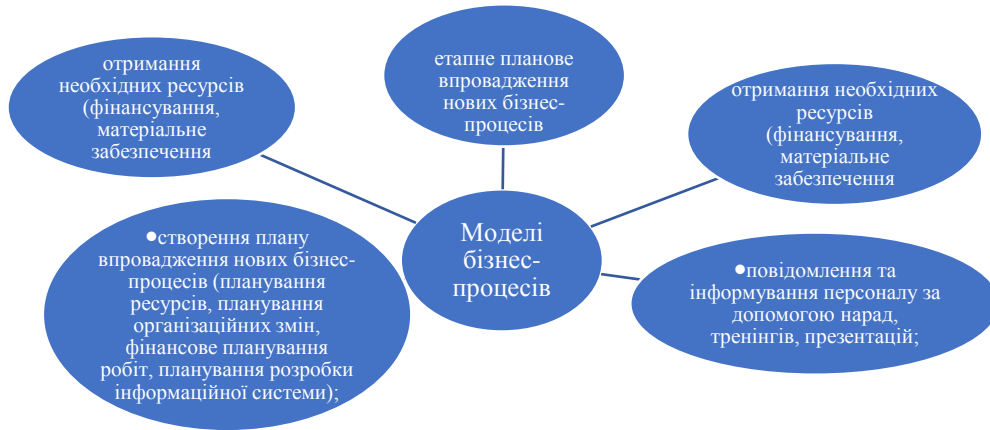 отримання
необхідних ресурсів
(фінансування,
матеріальне
забезпечення
етапне планове
впровадження
нових бізнес-
процесів
отримання необхідних
ресурсів
(фінансування,
матеріальне
забезпечення
Моделі
бізнес-
процесів
●створення плану
впровадження нових бізнес-
процесів (планування
ресурсів, планування
організаційних змін,
фінансове планування
робіт, планування розробки
інформаційної системи);
●повідомлення та
інформування персоналу за
допомогою нарад,
тренінгів, презентацій;